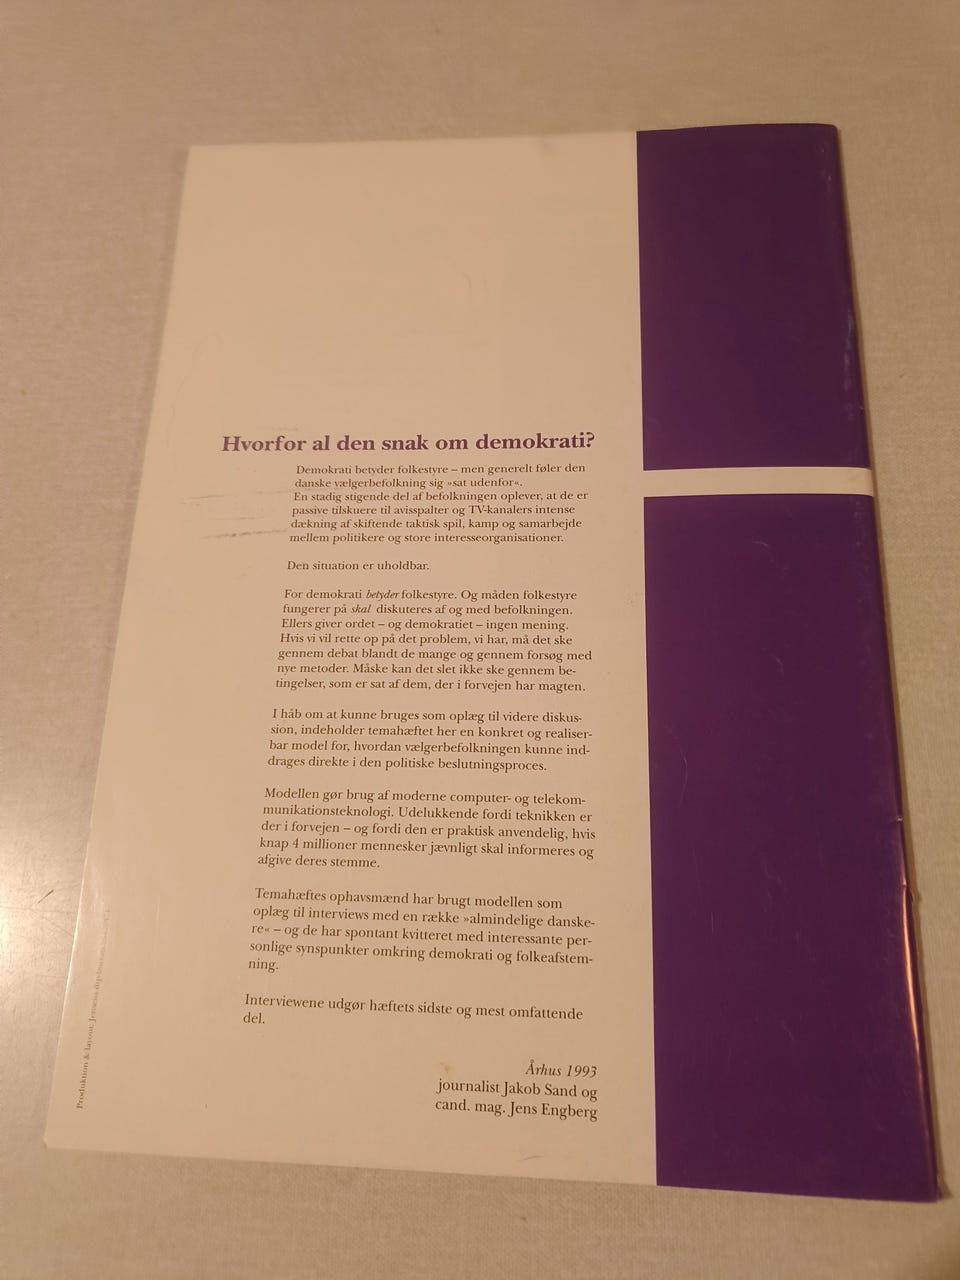 Hvorfor al den snak om demokrati?
Demokrati betyder folkestyre – men generelt føler den
danske vælgerbefolkning sig »sat udenfor«.
En stadig stigende del af befolkningen oplever, at de er
passive tilskuere til avisspalter og TV-kanalers intense
dækning af skiftende taktisk spil, kamp og samarbejde
mellem politikere og store interesseorganisationer.
Den situation er uholdbar.
For demokrati betyder folkestyre. Og måden folkestyre
fungerer på skal diskuteres af og med befolkningen.
Ellers giver ordet – og demokratiet – ingen mening.
Hvis vi vil rette op på det problem, vi har, må det ske
gennem debat blandt de mange og gennem forsøg med
nye metoder. Måske kan det slet ikke ske gennem be-
tingelser, som er sat af dem, der i forvejen har magten.
I håb om at kunne bruges som oplæg til videre diskus-
sion, indeholder temahæftet her en konkret og realiser-
bar model for, hvordan vælgerbefolkningen kunne ind-
drages direkte i den politiske beslutningsproces.
Modellen gør brug af moderne computer- og telekom-
munikationsteknologi. Udelukkende fordi teknikken er
der i forvejen – og fordi den er praktisk anvendelig, hvis
knap 4 millioner mennesker jævnligt skal informeres og
afgive deres stemme.
Temahæftes ophavsmænd har brugt modellen som
oplæg til interviews med en række »almindelige danske-
re« – og de har spontant kvitteret med interessante per-
sonlige synspunkter omkring demokrati og folkeafstem-
ning.
Interviewene udgør hæftets sidste og mest omfattende
del.
Århus 1993
journalist Jakob Sand og
cand. mag. Jens Engberg
Produktion & layout: